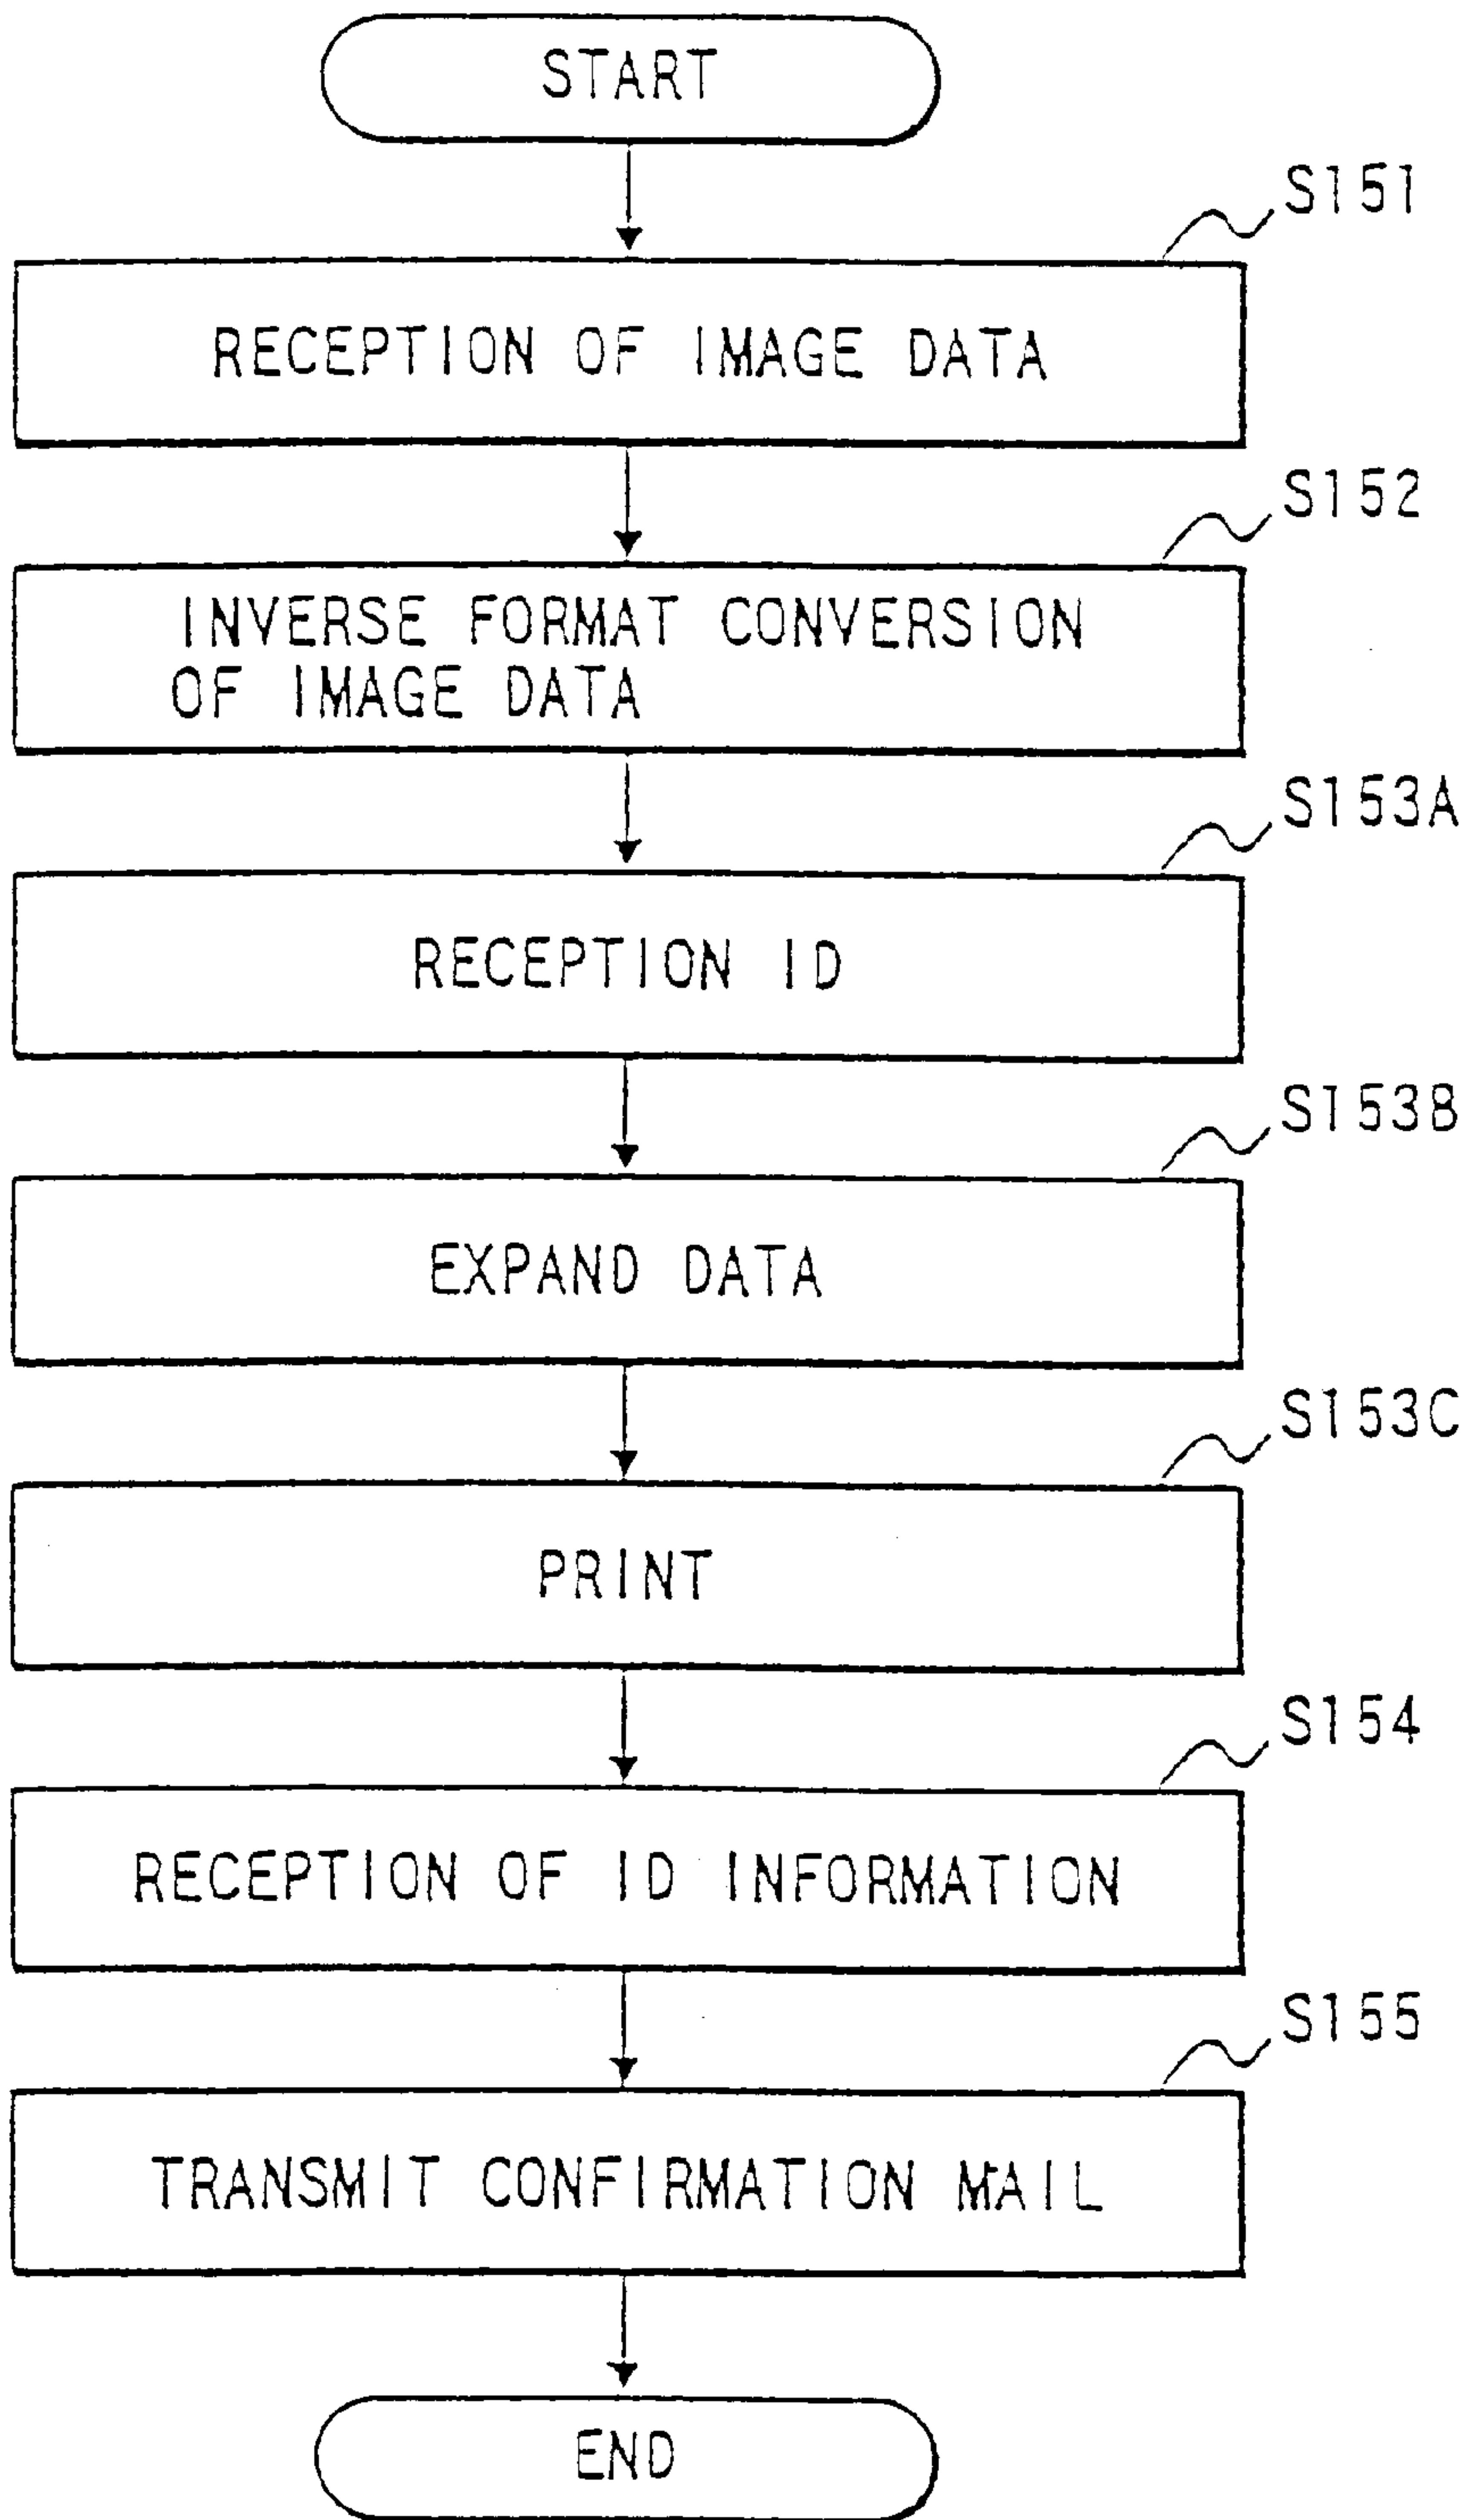 START
S151
RECEPTION OF IMAGE DATA
S152
INVERSE FORMAT CONVERSION
OF IMAGE DATA
S153A
RECEPTION ID
S153B
EXPAND DATA
S153C
PRINT
S154
RECEPTION OF ID INFORMATION
S155
TRANSMIT CONFIRMATION MAIL
END